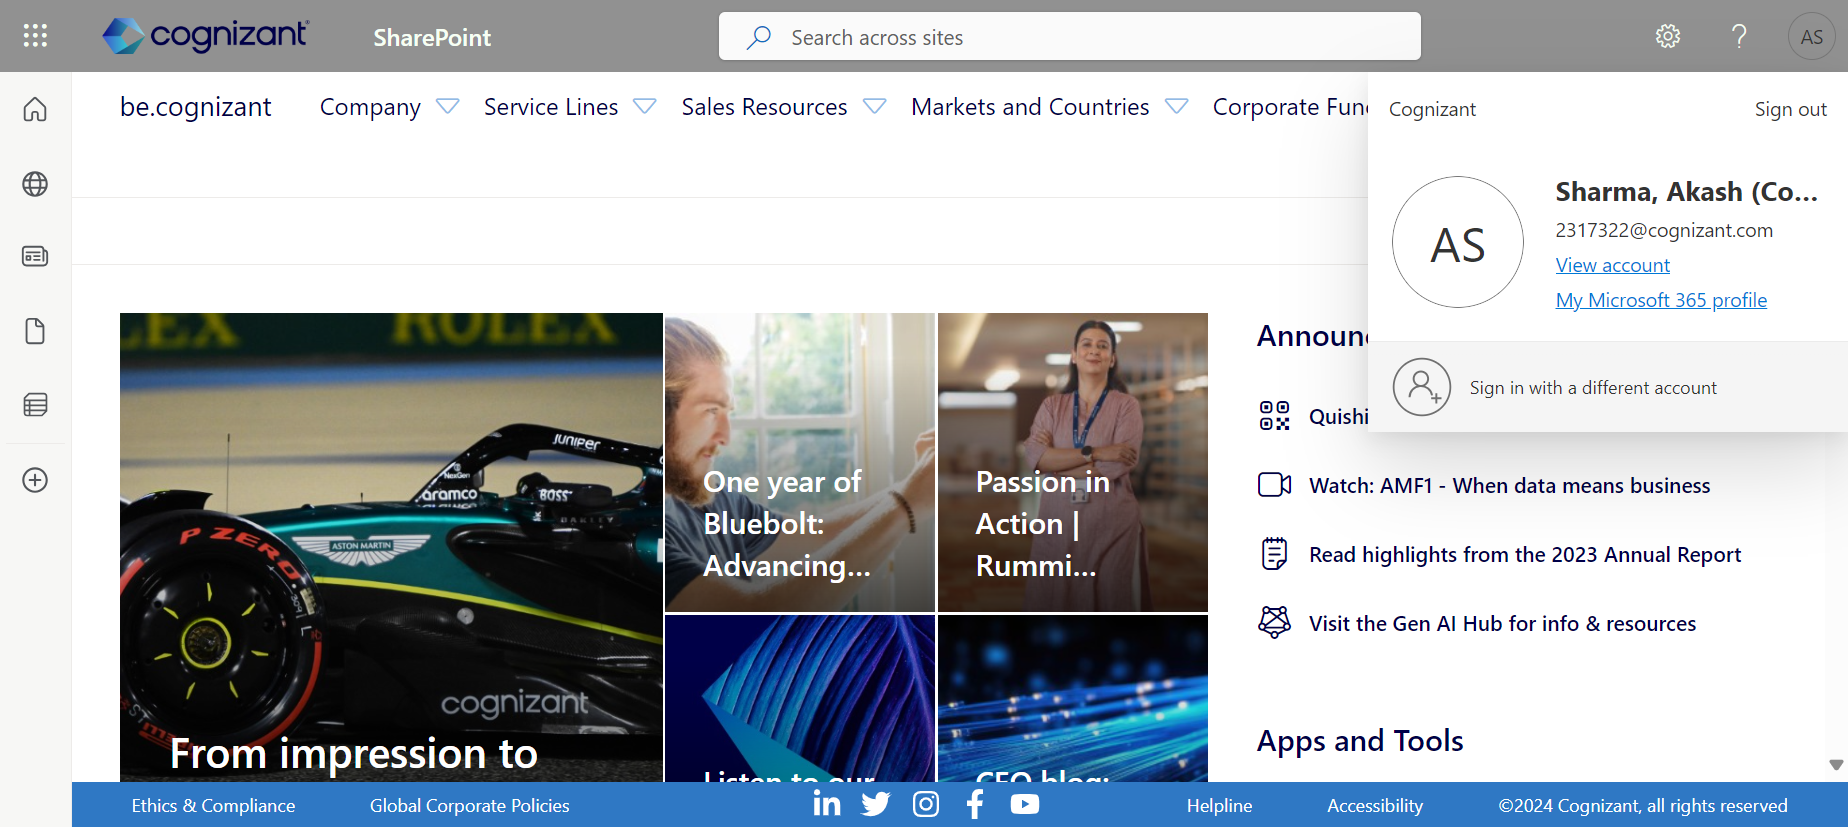 cognizant
SharePoint
Search across sites
AS
be.cognizant
Company
Service Lines
Sales Resources
Markets and Countries
Corporate Fun
Cognizant
Sign out
AS
Sharma, Akash (Co...
2317322@cognizant.com
View account
My Microsoft 365 profile
Sign in with a different account
ROLEX
JUNIPER
NexGen
aramco
BOSS
P ZERO
ASTON MARTIN
cognizant
From impression to
One year of
Bluebolt:
Advancing...
Passion in
Action |
Rummi...
Listen to our
CEO blog:
Announ
Quishi
Watch: AMF1 - When data means business
Read highlights from the 2023 Annual Report
Visit the Gen AI Hub for info & resources
Apps and Tools
Ethics & Compliance
Global Corporate Policies
Helpline
Accessibility
©2024 Cognizant, all rights reserved